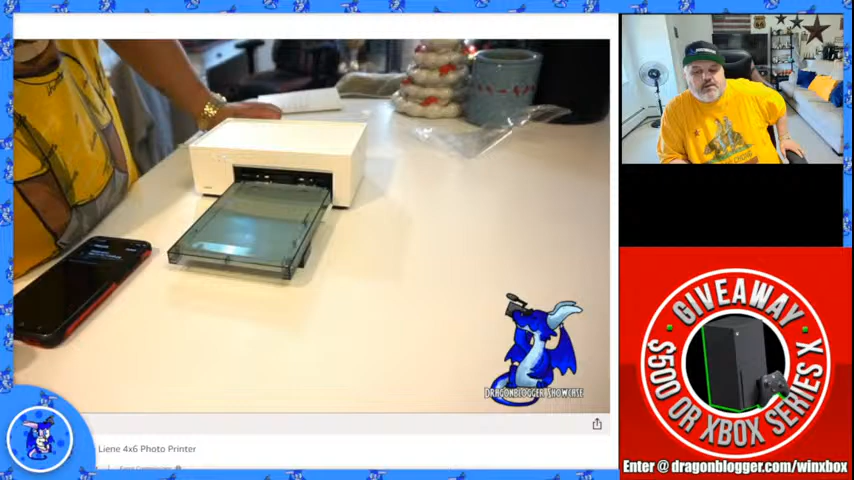 DRAGONBLOGGER SHOWCASE
Liene 4x6 Photo Printer
GIVEAWAY
$500 OR XBOX SERIES X
Enter @ dragonblogger.com/winxbox